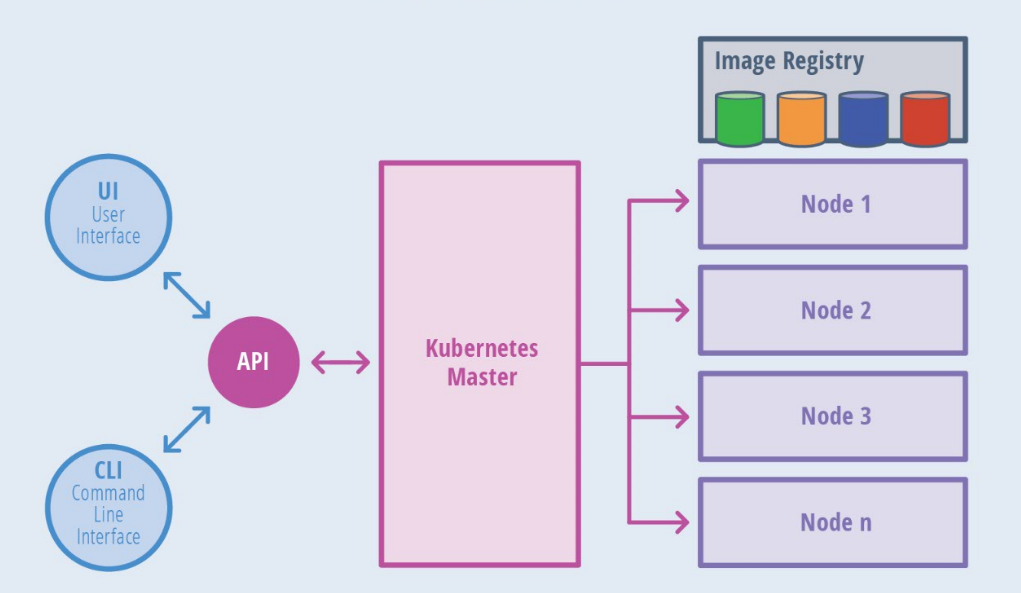 Image Registry
UI
User
Interface
Node 1
Node 2
API
Kubernetes
Master
Node 3
CLI
Command
Line
Interface
Node n